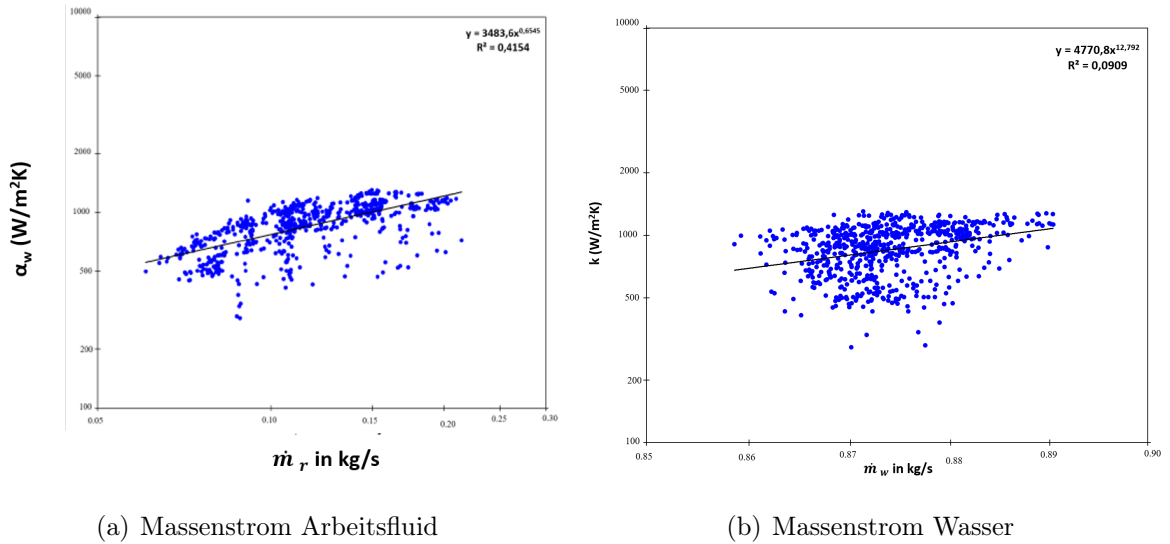 10000
5000
2000
1000
500
200
100
0.05
0.10
0.15
0.20
0.25
0.30
y = 3483,6x^0,6545
R² = 0,4154
α_w (W/m²K)
ṁ_r in kg/s
10000
5000
2000
1000
500
200
100
0.85
0.86
0.87
0.88
0.89
0.90
y = 4770,8x^12,792
R² = 0,0909
k (W/m²K)
ṁ_w in kg/s
(a) Massenstrom Arbeitsfluid
(b) Massenstrom Wasser